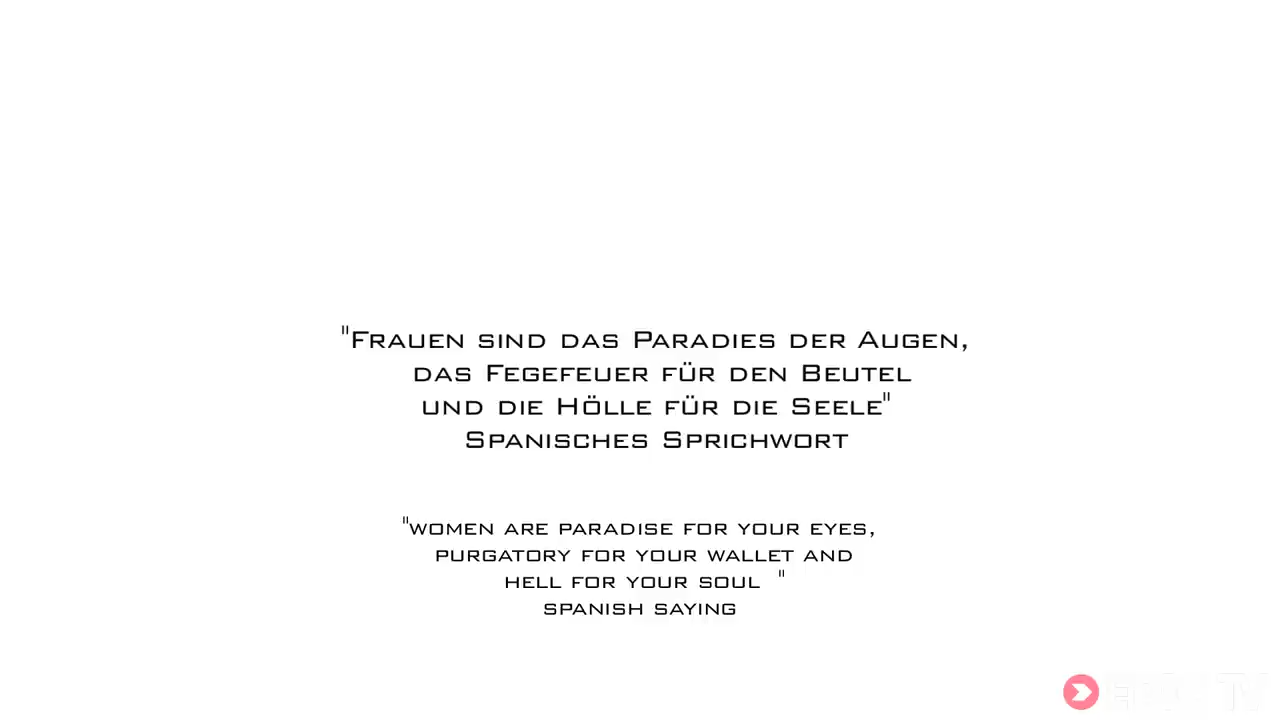 "Frauen sind das Paradies der Augen,
das Fegefeuer für den Beutel
und die Hölle für die Seele"
Spanisches Sprichwort
"women are paradise for your eyes,
purgatory for your wallet and
hell for your soul "
spanish saying